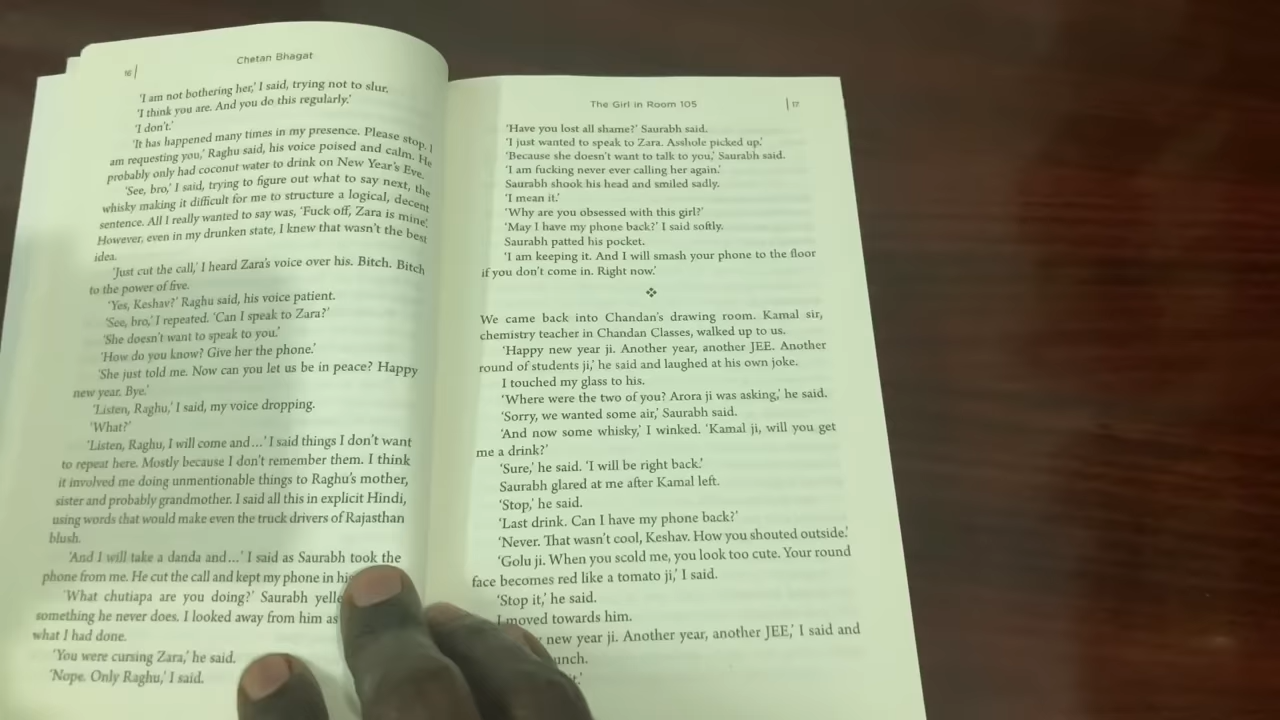 16
Chetan Bhagat
'I am not bothering her,' I said, trying not to slur.
'I think you are. And you do this regularly.'
'I don't.'
'It has happened many times in my presence. Please stop. I
am requesting you,' Raghu said, his voice poised and calm. He
probably only had coconut water to drink on New Year's Eve.
'See, bro,' I said, trying to figure out what to say next, the
whisky making it difficult for me to structure a logical, decent
sentence. All I really wanted to say was, 'Fuck off, Zara is mine'.
However, even in my drunken state, I knew that wasn't the best
idea.
'Just cut the call,' I heard Zara's voice over his. Bitch. Bitch
to the power of five.
'Yes, Keshav?' Raghu said, his voice patient.
'See, bro,' I repeated. 'Can I speak to Zara?'
'She doesn't want to speak to you.'
'How do you know? Give her the phone.'
'She just told me. Now can you let us be in peace? Happy
new year. Bye.'
'Listen, Raghu,' I said, my voice dropping.
'What?'
'Listen, Raghu, I will come and…' I said things I don't want
to repeat here. Mostly because I don't remember them. I think
it involved me doing unmentionable things to Raghu's mother,
sister and probably grandmother. I said all this in explicit Hindi,
using words that would make even the truck drivers of Rajasthan
blush.
'And I will take a danda and…' I said as Saurabh took the
phone from me. He cut the call and kept my phone in
'What chutiapa are you doing?' Saurabh
something he never does. I looked away from him as
what I had done.
'You were cursing Zara,' he said.
'Nope. Only Raghu,' I said.
The Girl in Room 105
17
'Have you lost all shame?' Saurabh said.
'I just wanted to speak to Zara. Asshole picked up.'
'Because she doesn't want to talk to you,' Saurabh said.
'I am fucking never ever calling her again.'
Saurabh shook his head and smiled sadly.
'I mean it.'
'Why are you obsessed with this girl?'
'May I have my phone back?' I said softly.
Saurabh patted his pocket.
'I am keeping it. And I will smash your phone to the floor
if you don't come in. Right now.'
We came back into Chandan's drawing room. Kamal sir,
chemistry teacher in Chandan Classes, walked up to us.
'Happy new year ji. Another year, another JEE. Another
round of students ji,' he said and laughed at his own joke.
I touched my glass to his.
'Where were the two of you? Arora ji was asking,' he said.
'Sorry, we wanted some air,' Saurabh said.
'And now some whisky,' I winked. 'Kamal ji, will you get
me a drink?'
'Sure,' he said. 'I will be right back.'
Saurabh glared at me after Kamal left.
'Stop,' he said.
'Last drink. Can I have my phone back?'
'Never. That wasn't cool, Keshav. How you shouted outside.'
'Golu ji. When you scold me, you look too cute. Your round
face becomes red like a tomato ji,' I said.
'Stop it,' he said.
I moved towards him.
new year ji. Another year, another JEE,' I said and